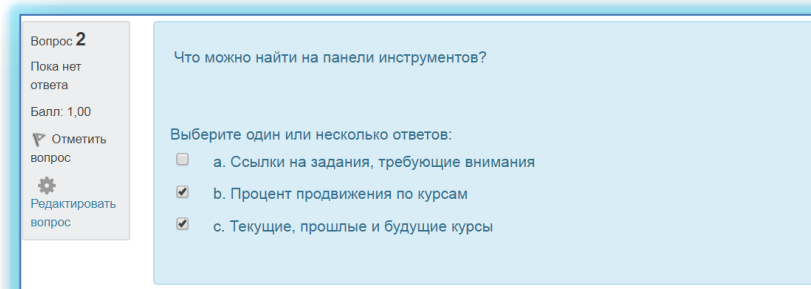 Вопрос 2
Пока нет
ответа
Балл: 1,00
Отметить
вопрос
Редактировать
вопрос
Что можно найти на панели инструментов?
Выберите один или несколько ответов:
a. Ссылки на задания, требующие внимания
b. Процент продвижения по курсам
c. Текущие, прошлые и будущие курсы